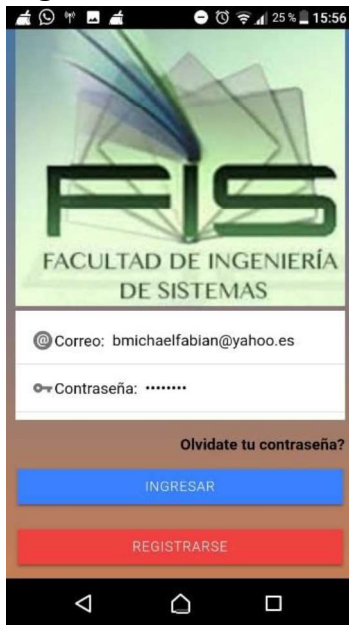 25 % 15:56
FIS
FACULTAD DE INGENIERÍA
DE SISTEMAS
Correo: bmichaelfabian@yahoo.es
Contraseña: ••••••••
Olvidate tu contraseña?
INGRESAR
REGISTRARSE